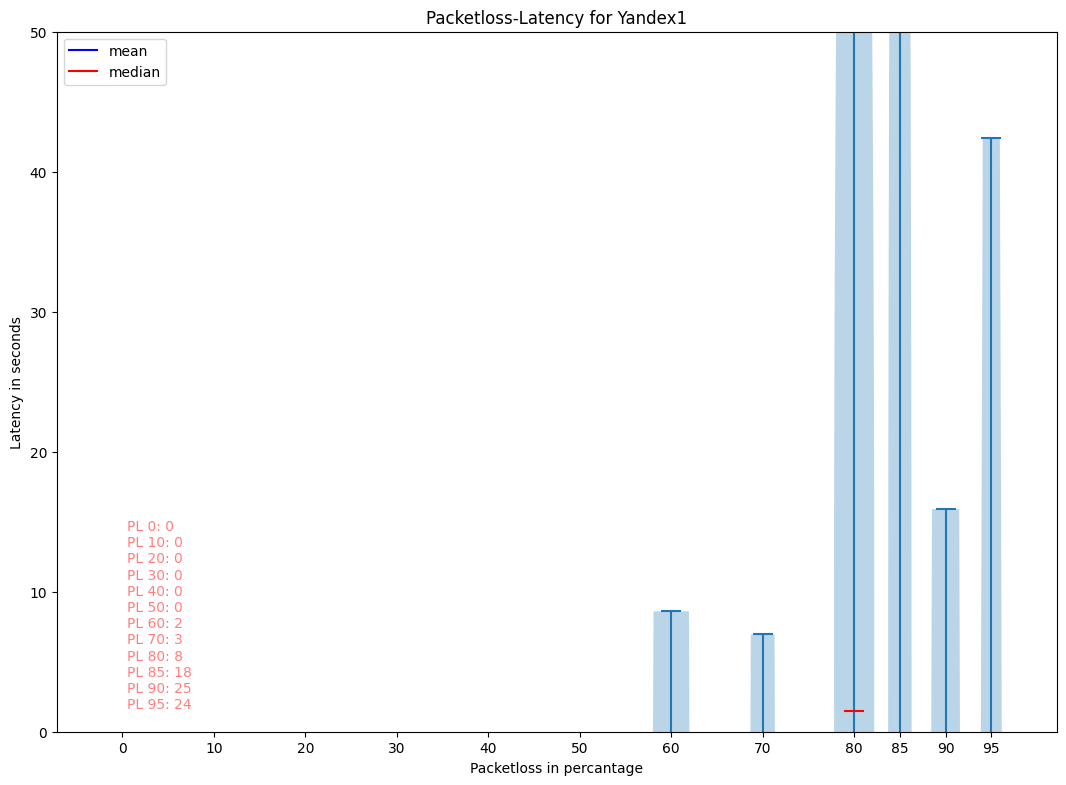 Packetloss-Latency for Yandex1
mean
median
50
40
30
20
10
0
Latency in seconds
PL 0: 0
PL 10: 0
PL 20: 0
PL 30: 0
PL 40: 0
PL 50: 0
PL 60: 2
PL 70: 3
PL 80: 8
PL 85: 18
PL 90: 25
PL 95: 24
0 10 20 30 40 50 60 70 80 85 90 95
Packetloss in percantage